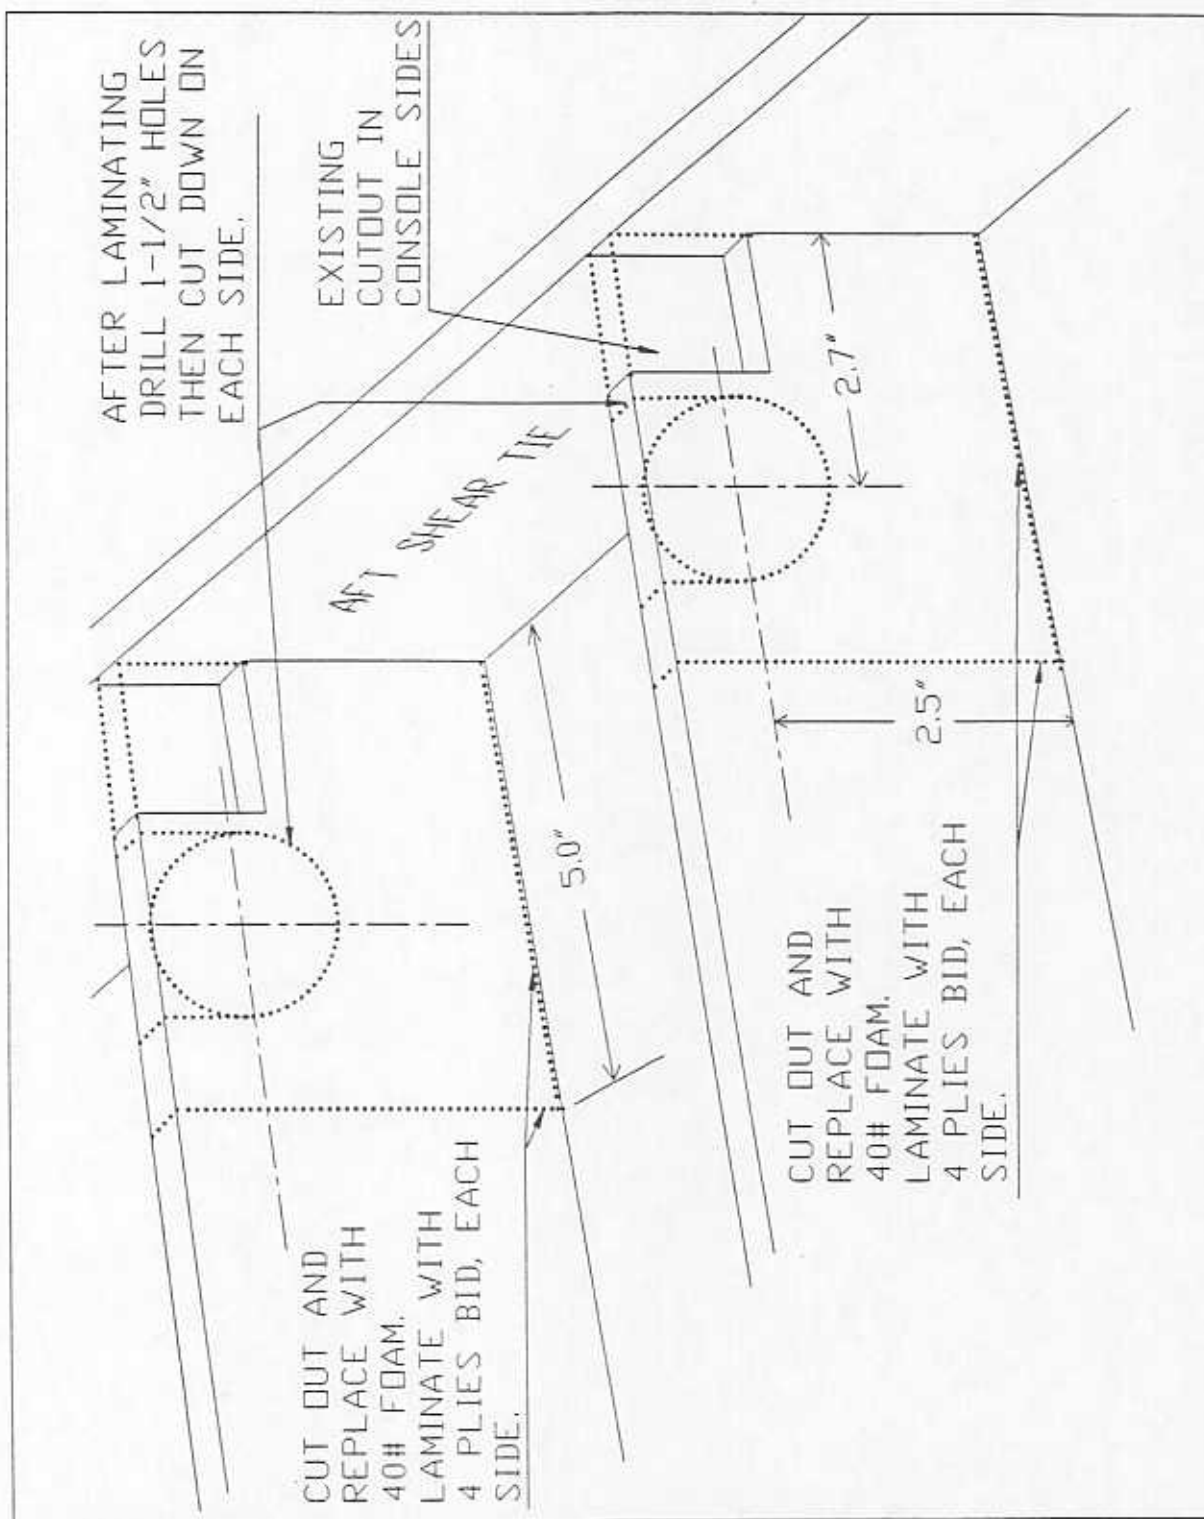 AFTER LAMINATING
DRILL 1-1/2" HOLES
THEN CUT DOWN ON
EACH SIDE.
EXISTING
CUTOUT IN
CONSOLE SIDES
AFT SHEAR TIE
2.7"
5.0"
2.5"
CUT OUT AND
REPLACE WITH
40# FOAM.
LAMINATE WITH
4 PLIES BID, EACH
SIDE.
CUT OUT AND
REPLACE WITH
40# FOAM.
LAMINATE WITH
4 PLIES BID, EACH
SIDE.